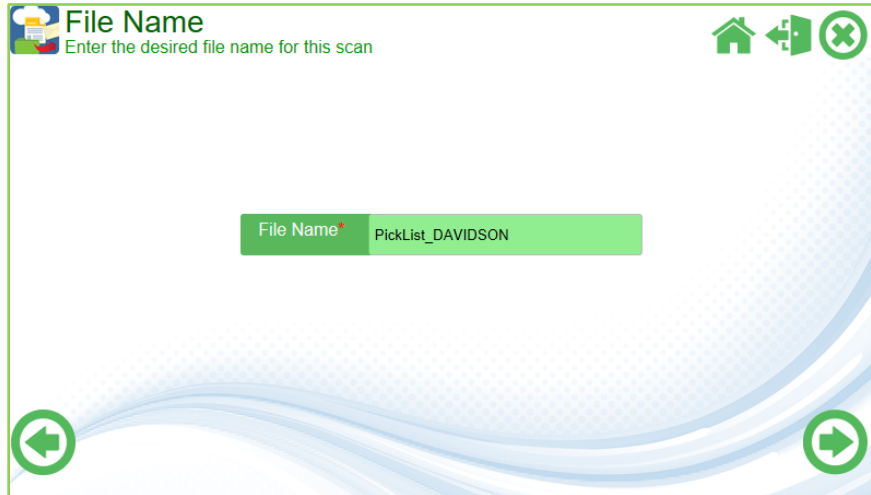 File Name
Enter the desired file name for this scan
File Name*
PickList_DAVIDSON